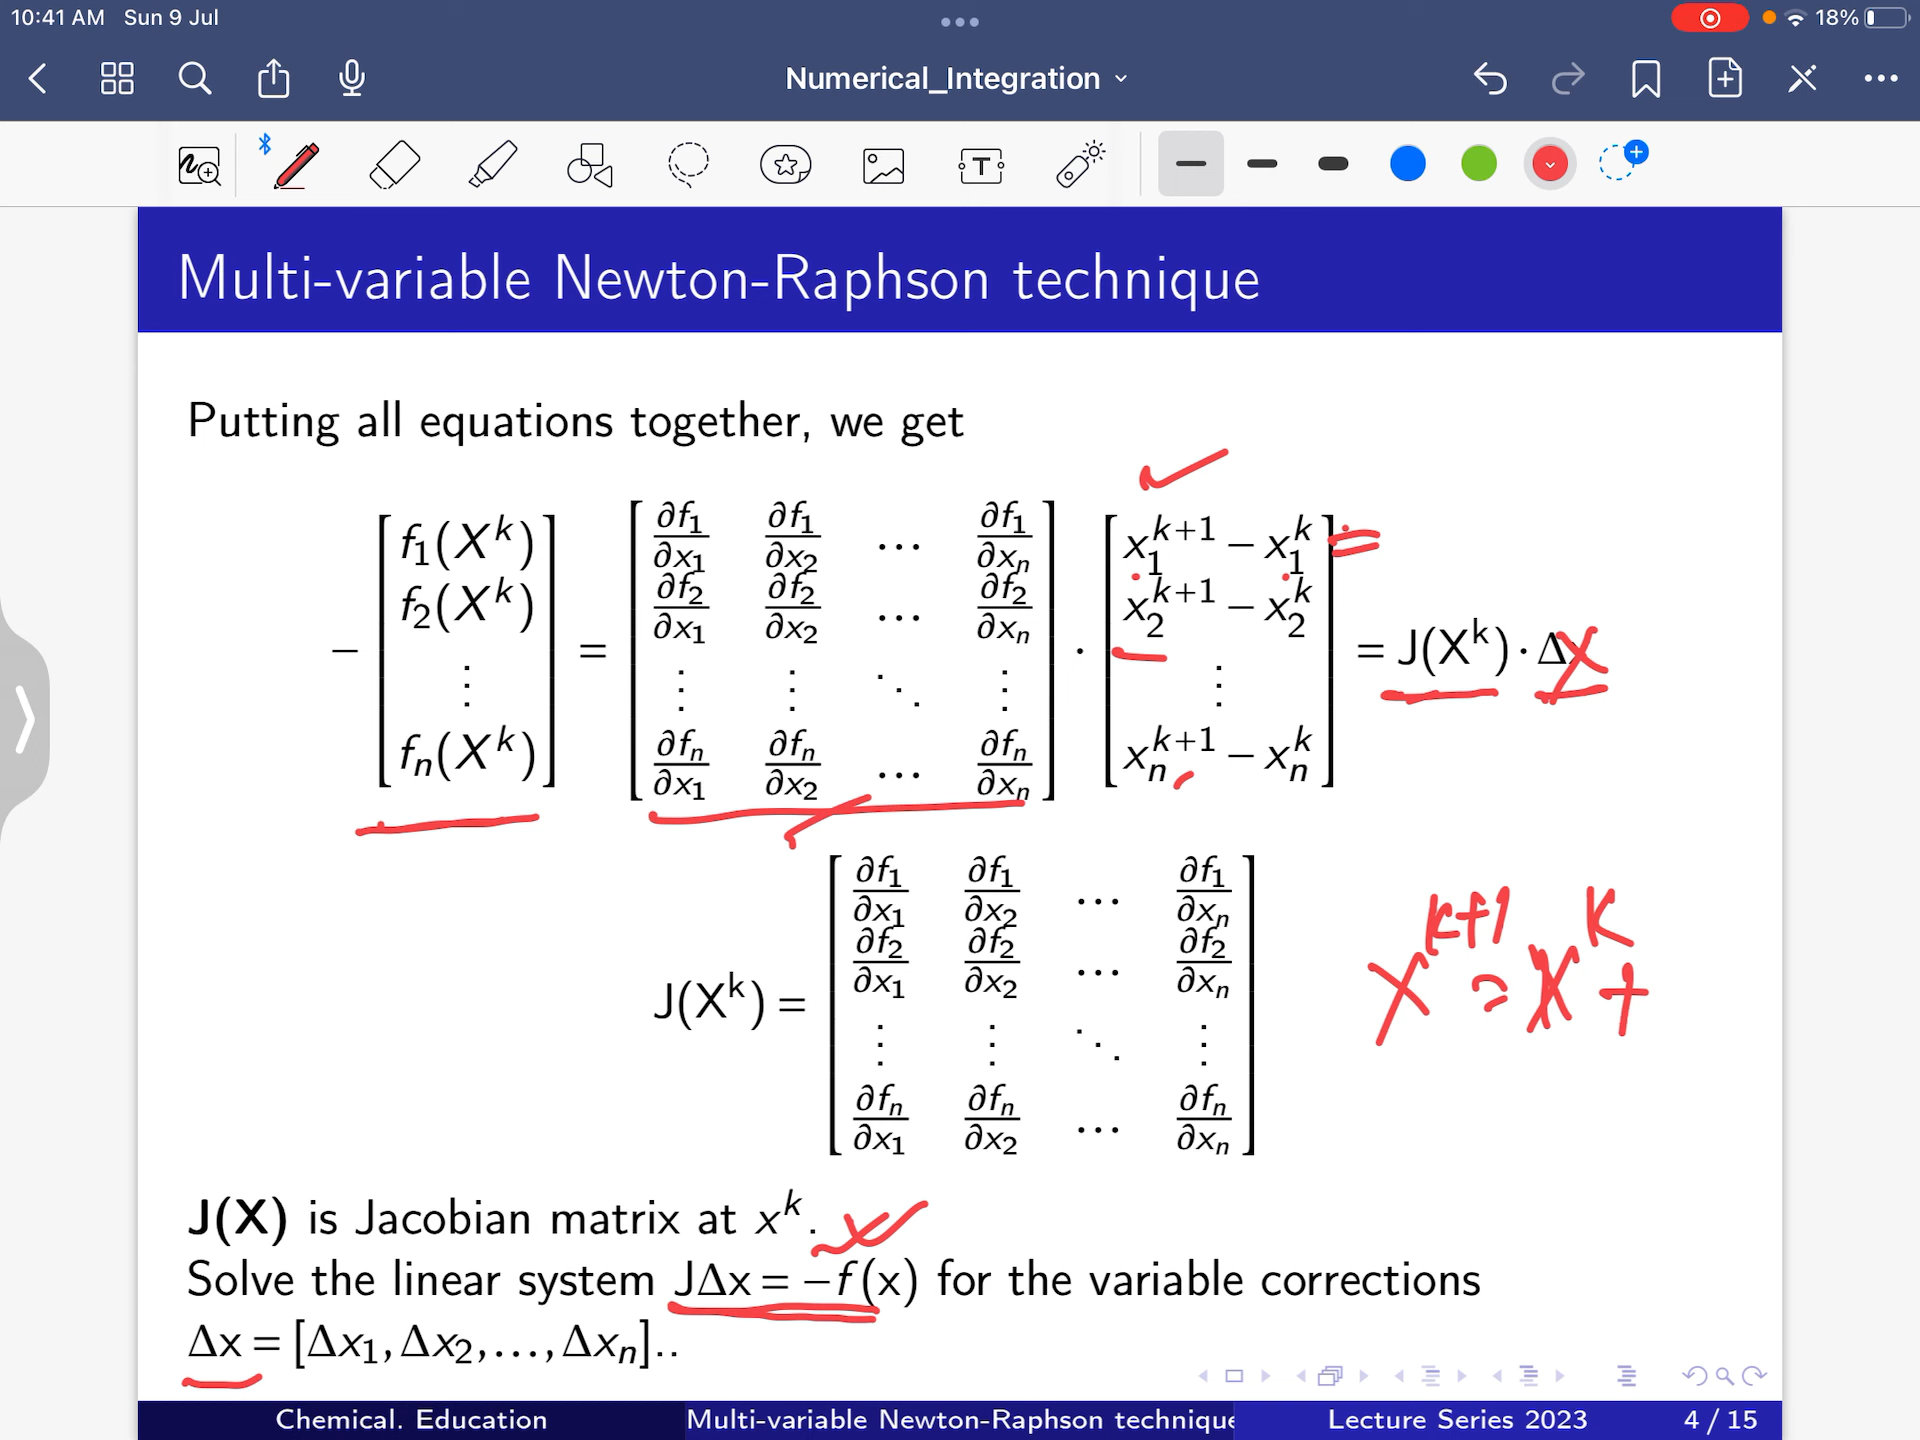 10:41 AM Sun 9 Jul
18%
Numerical_Integration
T
Multi-variable Newton-Raphson technique
Putting all equations together, we get
− [f₁(Xᵏ) f₂(Xᵏ) ⋮ fₙ(Xᵏ)] = [∂f₁/∂x₁ ∂f₁/∂x₂ … ∂f₁/∂xₙ
∂f₂/∂x₁ ∂f₂/∂x₂ … ∂f₂/∂xₙ
⋮ ⋮ ⋱ ⋮
∂fₙ/∂x₁ ∂fₙ/∂x₂ … ∂fₙ/∂xₙ] · [x₁ᵏ⁺¹ − x₁ᵏ
x₂ᵏ⁺¹ − x₂ᵏ
⋮
xₙᵏ⁺¹ − xₙᵏ] = J(Xᵏ) · ΔX
J(Xᵏ) = [∂f₁/∂x₁ ∂f₁/∂x₂ … ∂f₁/∂xₙ
∂f₂/∂x₁ ∂f₂/∂x₂ … ∂f₂/∂xₙ
⋮ ⋮ ⋱ ⋮
∂fₙ/∂x₁ ∂fₙ/∂x₂ … ∂fₙ/∂xₙ]
Xᵏ⁺¹ = Xᵏ +
J(X) is Jacobian matrix at xᵏ.
Solve the linear system JΔx = −f(x) for the variable corrections
Δx = [Δx₁, Δx₂, …, Δxₙ]..
Chemical. Education
Multi-variable Newton-Raphson technique
Lecture Series 2023
4 / 15